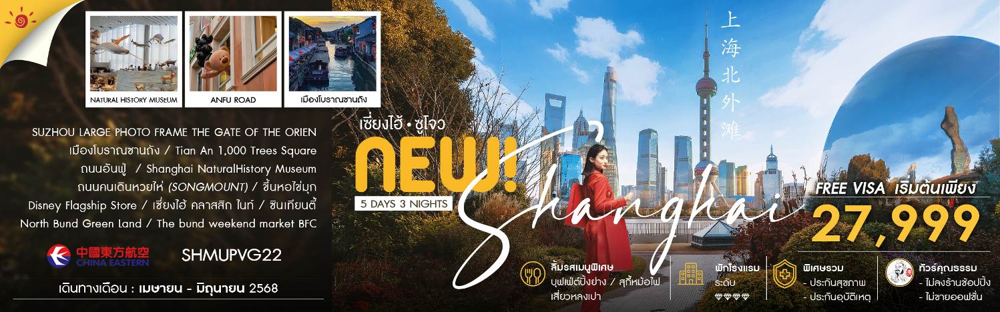 NATURAL HISTORY MUSEUM
ANFU ROAD
เมืองโบราณซานถัง
SUZHOU LARGE PHOTO FRAME THE GATE OF THE ORIEN
เมืองโบราณซานถัง / Tian An 1,000 Trees Square
ถนนอันฟู่ / Shanghai NaturalHistory Museum
ถนนคนเดินหวยไห่ (SONGMOUNT) / ขึ้นหอไข่มุก
Disney Flagship Store / เซี่ยงไฮ้ คลาสสิก ไนท์ / ซินเทียนตี้
North Bund Green Land / The bund weekend market BFC
中國東方航空
CHINA EASTERN
SHMUPVG22
เดินทางเดือน : เมษายน - มิถุนายน 2568
เซี่ยงไฮ้ • ซูโจว
NEW!
Shanghai
5 DAYS 3 NIGHTS
上海北外滩
FREE VISA เริ่มต้นเพียง
27,999
ลิ้มรสเมนูพิเศษ
บุฟเฟ่ต์ปิ้งย่าง / สุกี้หม้อไฟ
เสี่ยวหลงเปา
พักโรงแรม
ระดับ
พิเศษรวม
- ประกันสุขภาพ
- ประกันอุบัติเหตุ
ทัวร์คุณธรรม
- ไม่ลงร้านช้อปปิ้ง
- ไม่ขายออฟชั่น